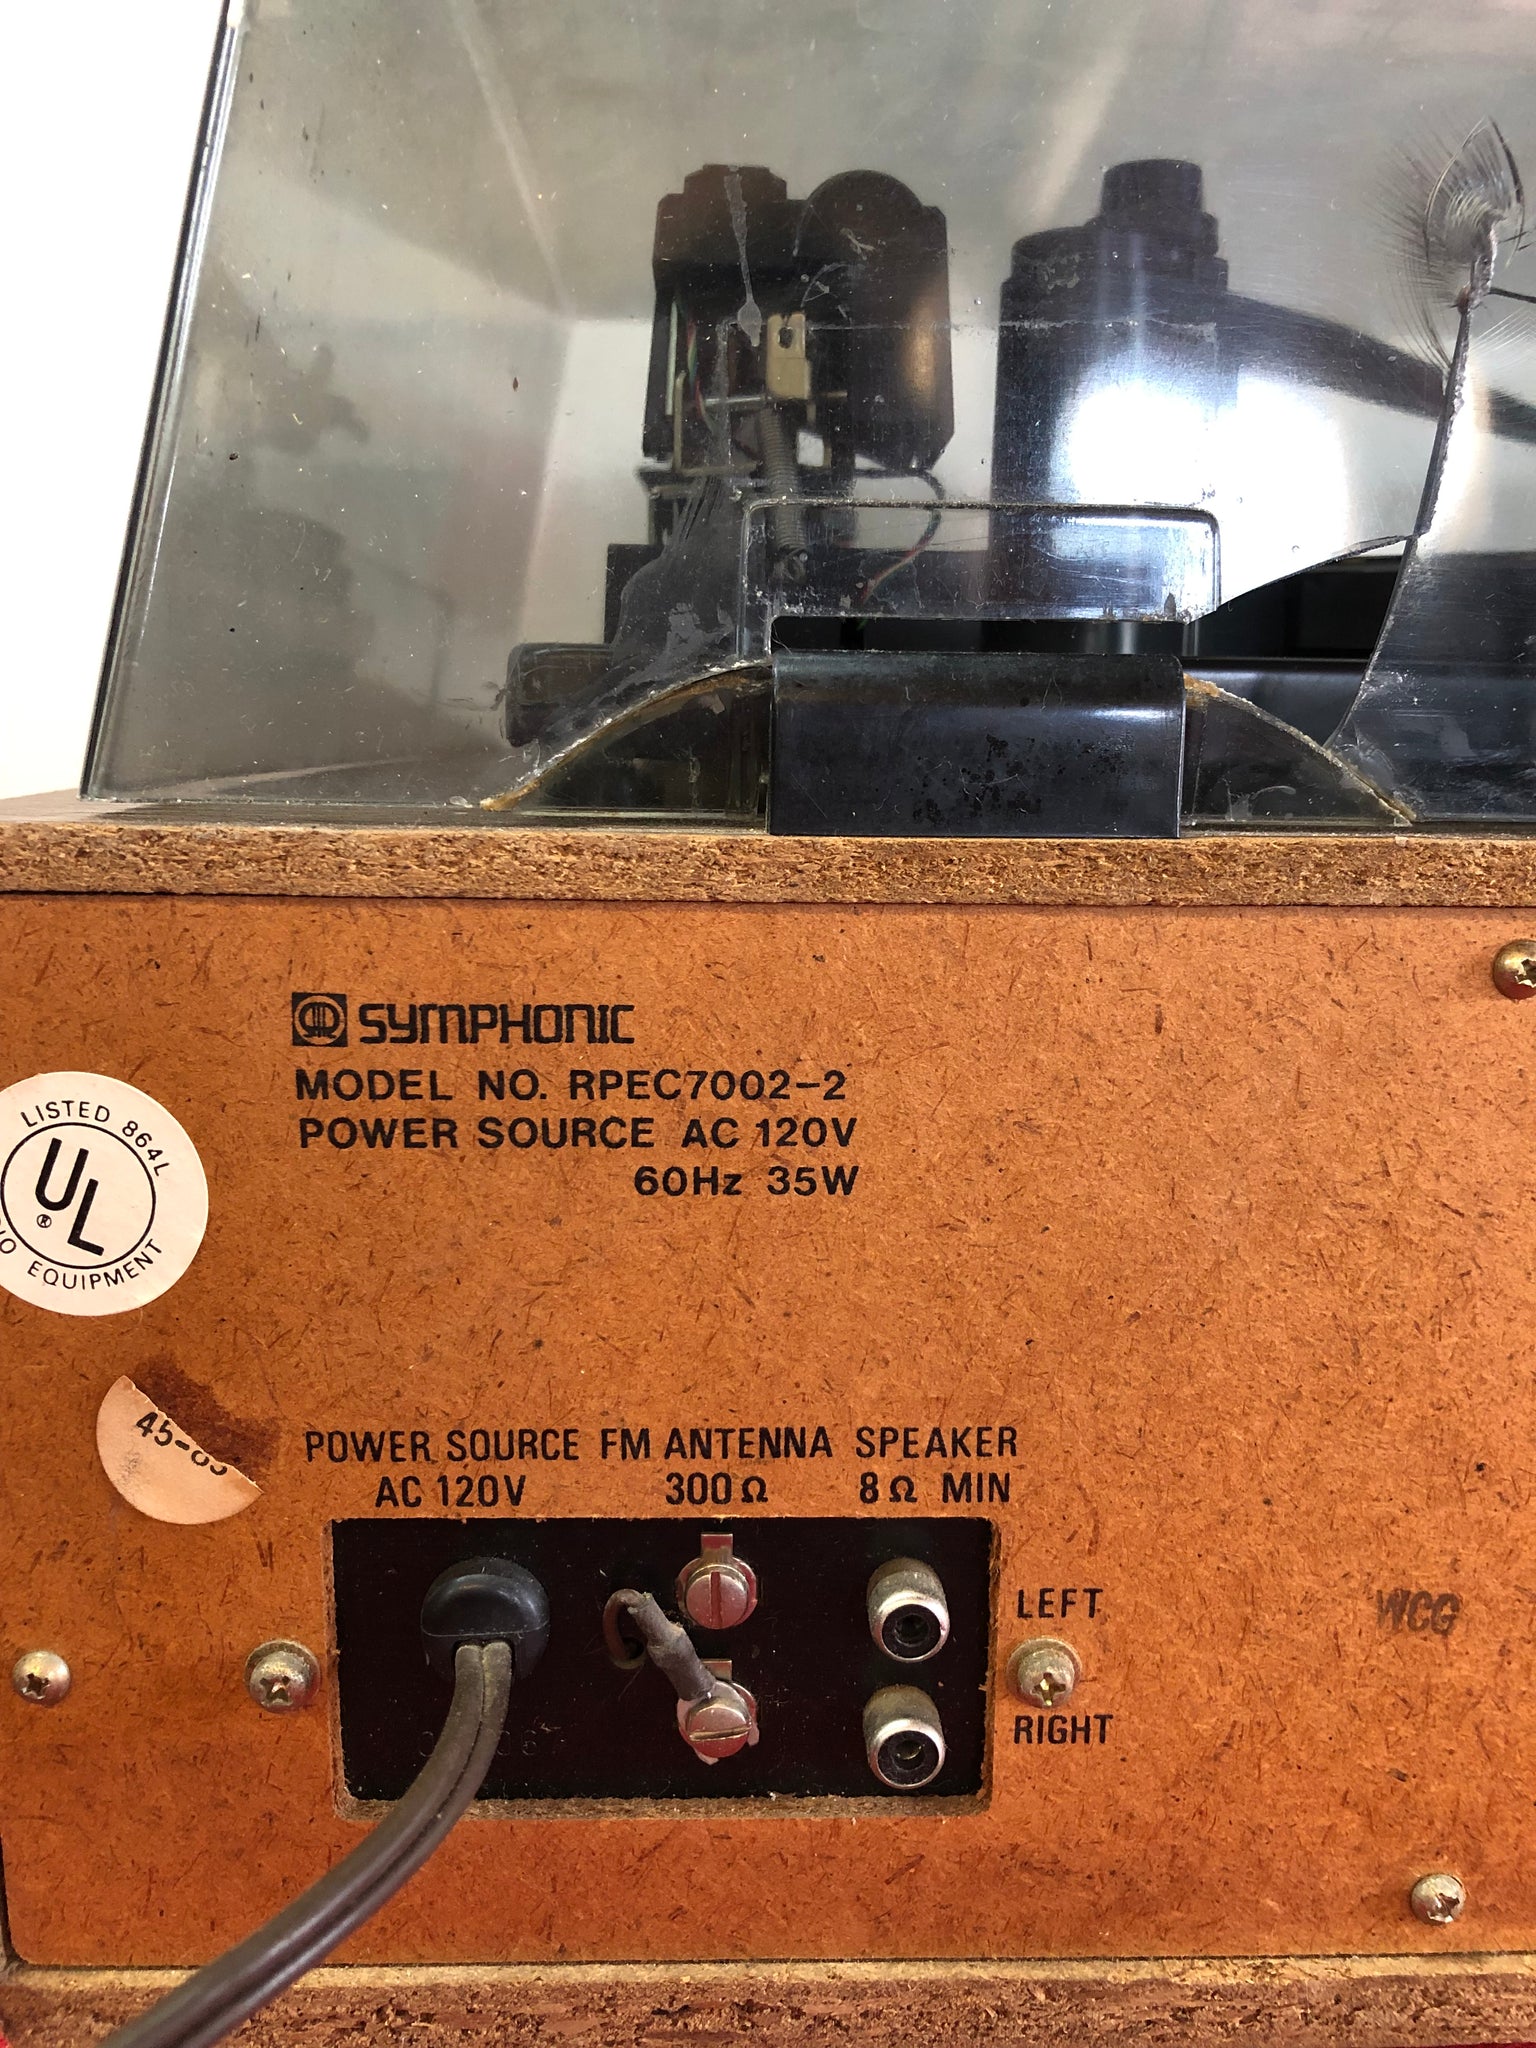 SYMPHONIC
MODEL NO. RPEC7002-2
POWER SOURCE AC 120V
60Hz 35W
LISTED 864L
UL
®
EQUIPMENT
POWER SOURCE FM ANTENNA SPEAKER
AC 120V 300Ω 8Ω MIN
LEFT
RIGHT
WCG